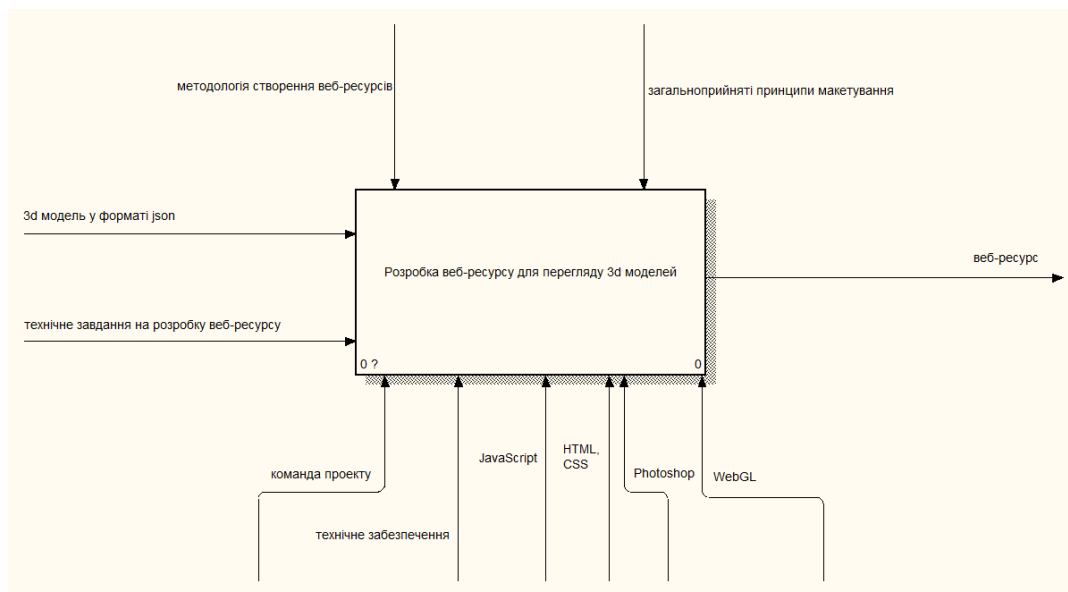 методологія створення веб-ресурсів
загальноприйняті принципи макетування
3d модель у форматі json
Розробка веб-ресурсу для перегляду 3d моделей
веб-ресурс
технічне завдання на розробку веб-ресурсу
0 ?
0
JavaScript
HTML,
CSS
команда проекту
Photoshop
WebGL
технічне забезпечення